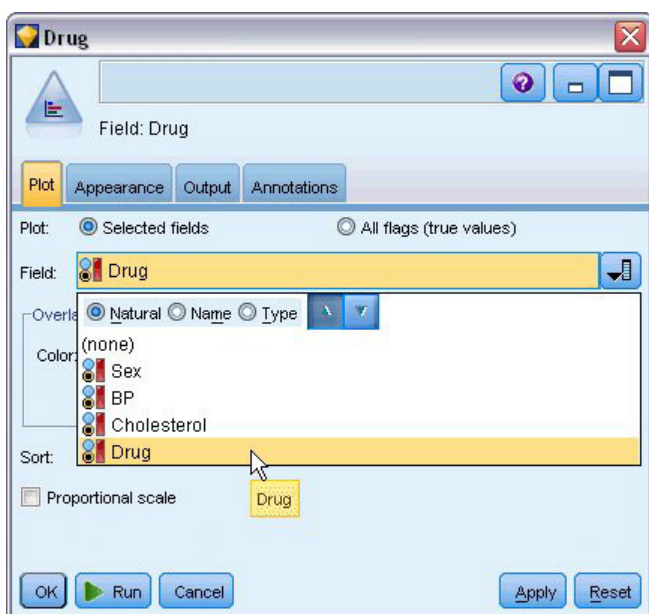 Drug
Field: Drug
Plot Appearance Output Annotations
Plot: Selected fields All flags (true values)
Field: Drug
Natural Name Type
Color:
(none)
Sex
BP
Cholesterol
Drug
Sort:
Drug
Proportional scale
OK Run Cancel Apply Reset